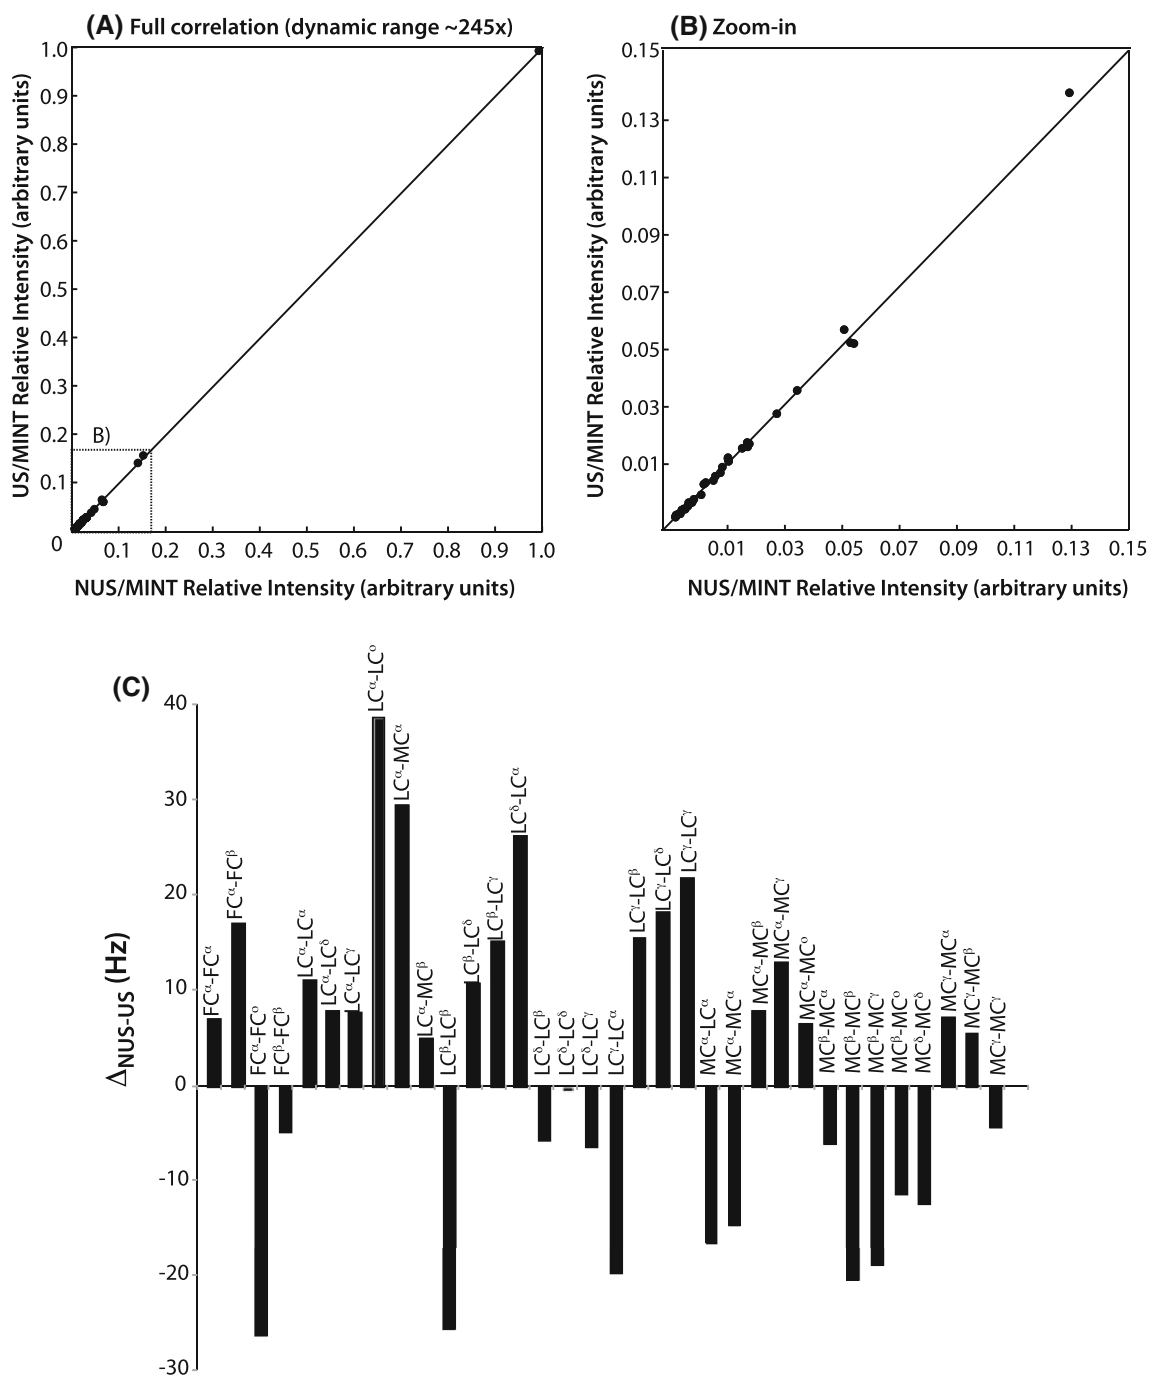 (A) Full correlation (dynamic range ~245x)
US/MINT Relative Intensity (arbitrary units)
1.0
0.9
0.8
0.7
0.6
0.5
0.4
0.3
0.2
0.1
0
B)
0.1 0.2 0.3 0.4 0.5 0.6 0.7 0.8 0.9 1.0
NUS/MINT Relative Intensity (arbitrary units)
(B) Zoom-in
US/MINT Relative Intensity (arbitrary units)
0.15
0.13
0.11
0.09
0.07
0.05
0.03
0.01
0.01 0.03 0.05 0.07 0.09 0.11 0.13 0.15
NUS/MINT Relative Intensity (arbitrary units)
(C)
ΔNUS-US (Hz)
40
30
20
10
0
-10
-20
-30
FCα-FCα
FCα-FCβ
FCα-FCo
FCβ-FCβ
LCα-LCα
LCα-LCδ
LCα-LCγ
LCα-LCo
LCα-MCα
LCα-MCβ
LCβ-LCβ
LCβ-LCδ
LCβ-LCγ
LCδ-LCα
LCδ-LCβ
LCδ-LCδ
LCδ-LCγ
LCγ-LCα
LCγ-LCβ
LCγ-LCδ
LCγ-LCγ
MCα-LCα
MCα-MCα
MCα-MCβ
MCα-MCγ
MCα-MCo
MCβ-MCα
MCβ-MCβ
MCβ-MCγ
MCβ-MCo
MCδ-MCδ
MCγ-MCα
MCγ-MCβ
MCγ-MCγ